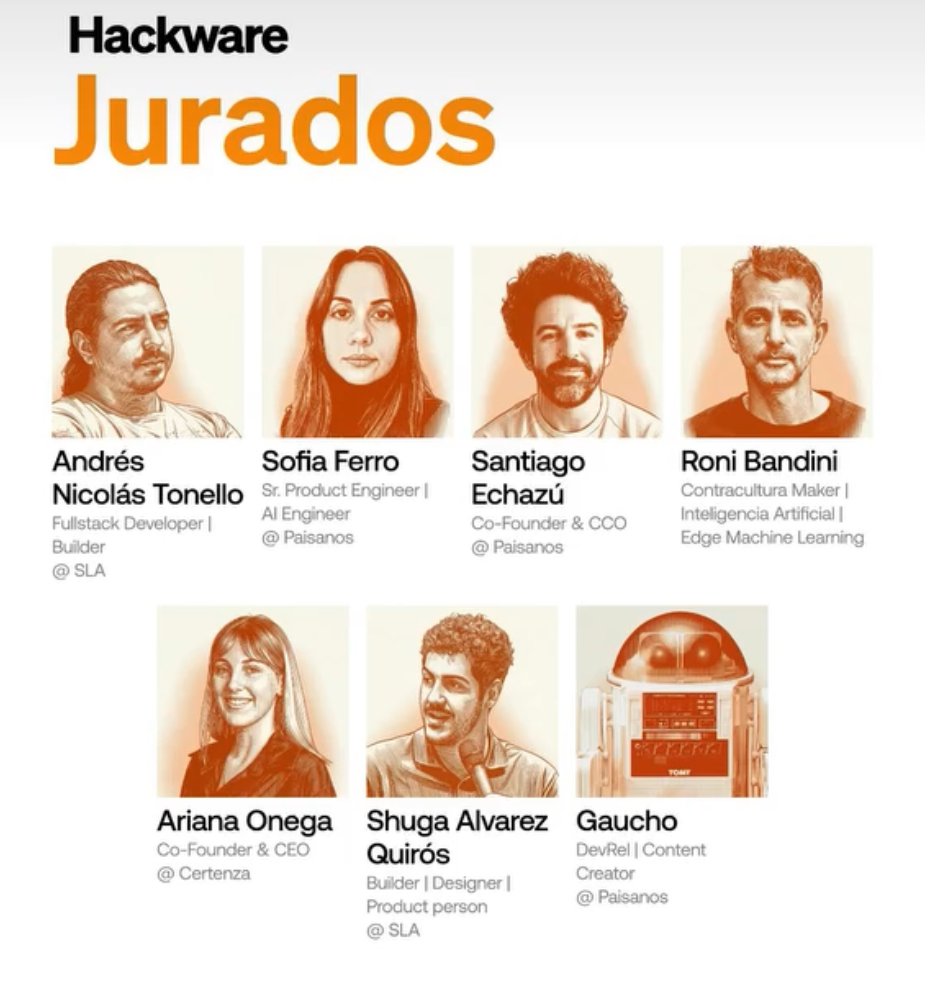 Hackware
Jurados
Andrés
Nicolás Tonello
Fullstack Developer |
Builder
@ SLA
Sofia Ferro
Sr. Product Engineer |
AI Engineer
@ Paisanos
Santiago
Echazú
Co-Founder & CCO
@ Paisanos
Roni Bandini
Contracultura Maker |
Inteligencia Artificial |
Edge Machine Learning
Ariana Onega
Co-Founder & CEO
@ Certenza
Shuga Alvarez
Quirós
Builder | Designer |
Product person
@ SLA
TOMY
Gaucho
DevRel | Content
Creator
@ Paisanos